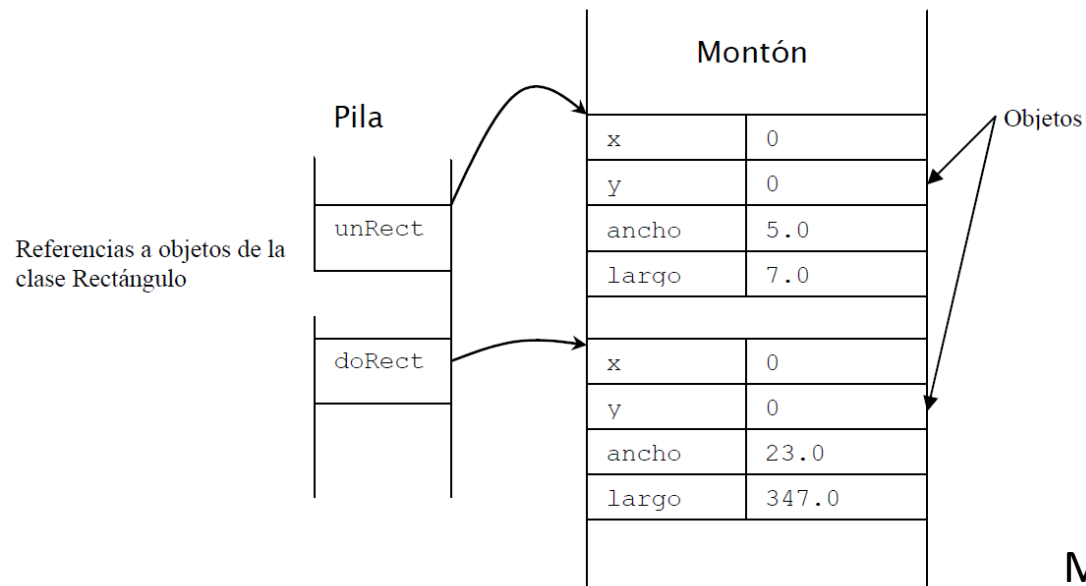 Montón
Pila
Objetos
x 0
y 0
unRect
ancho 5.0
Referencias a objetos de la
clase Rectángulo
largo 7.0
doRect
x 0
y 0
ancho 23.0
largo 347.0
M